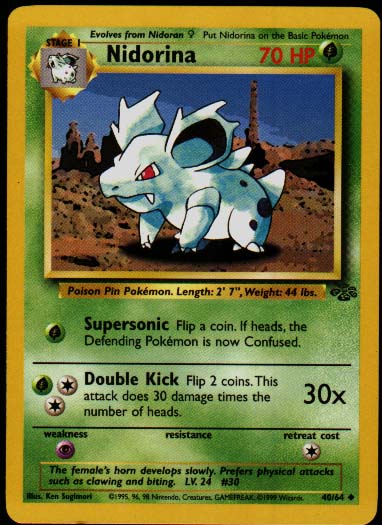 Evolves from Nidoran ♀ Put Nidorina on the Basic Pokémon
STAGE 1
Nidorina 70 HP
Poison Pin Pokémon. Length: 2' 7", Weight: 44 lbs.
Supersonic Flip a coin. If heads, the
Defending Pokémon is now Confused.
Double Kick Flip 2 coins. This
attack does 30 damage times the
number of heads.
30x
weakness resistance retreat cost
The female's horn develops slowly. Prefers physical attacks
such as clawing and biting. LV. 24 #30
Illus. Ken Sugimori ©1995, 96, 98 Nintendo, Creatures, GAMEFREAK. ©1999 Wizards. 40/64 ◆